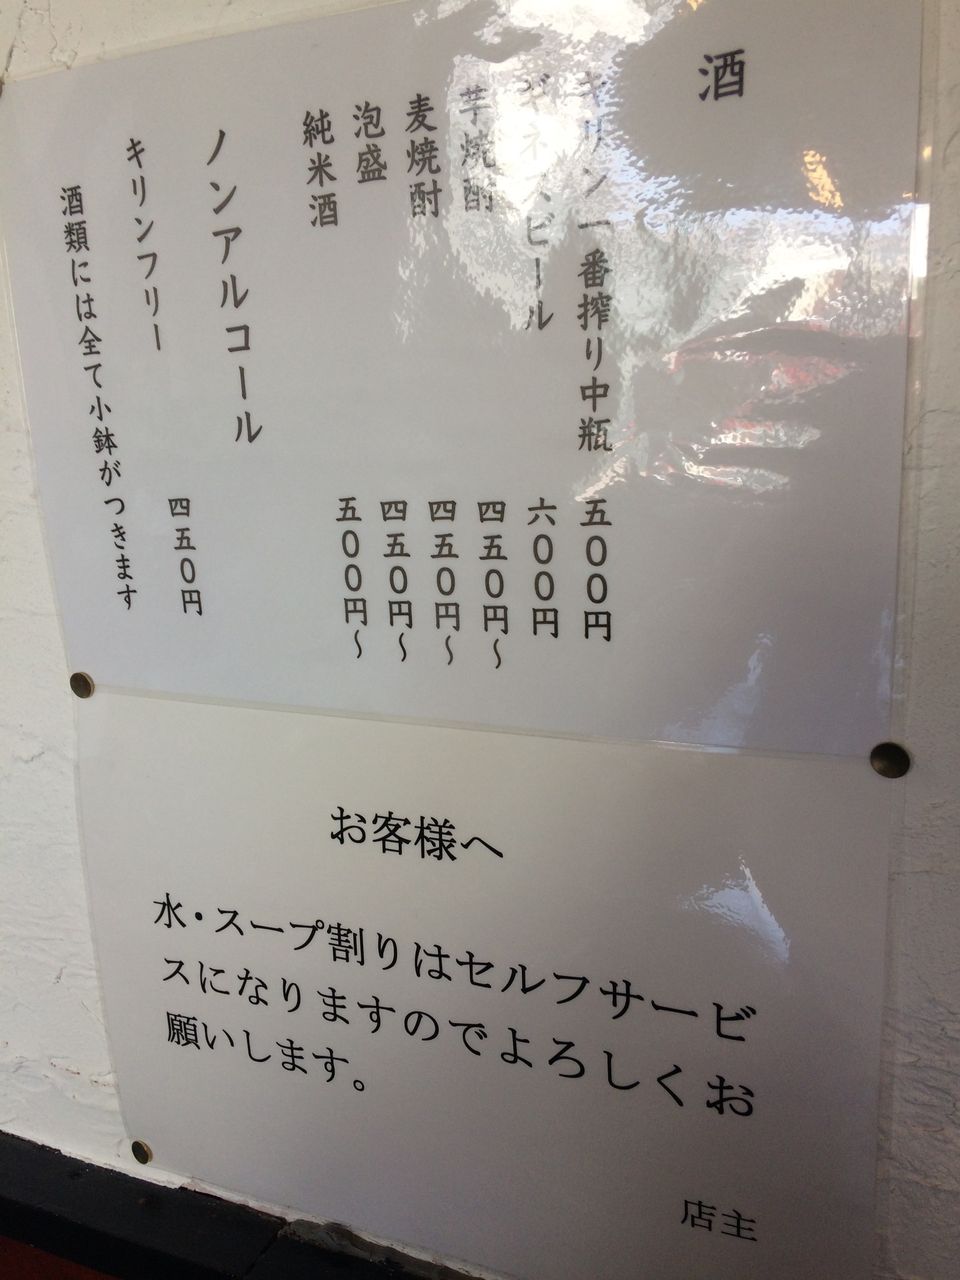 酒
キリン一番搾り中瓶 五〇〇円
ギネスビール 六〇〇円
芋焼酎 四五〇円〜
麦焼酎 四五〇円〜
泡盛 四五〇円〜
純米酒 五〇〇円〜
ノンアルコール
キリンフリー 四五〇円
酒類には全て小鉢がつきます
お客様へ
水・スープ割りはセルフサービ
スになりますのでよろしくお
願いします。
店主